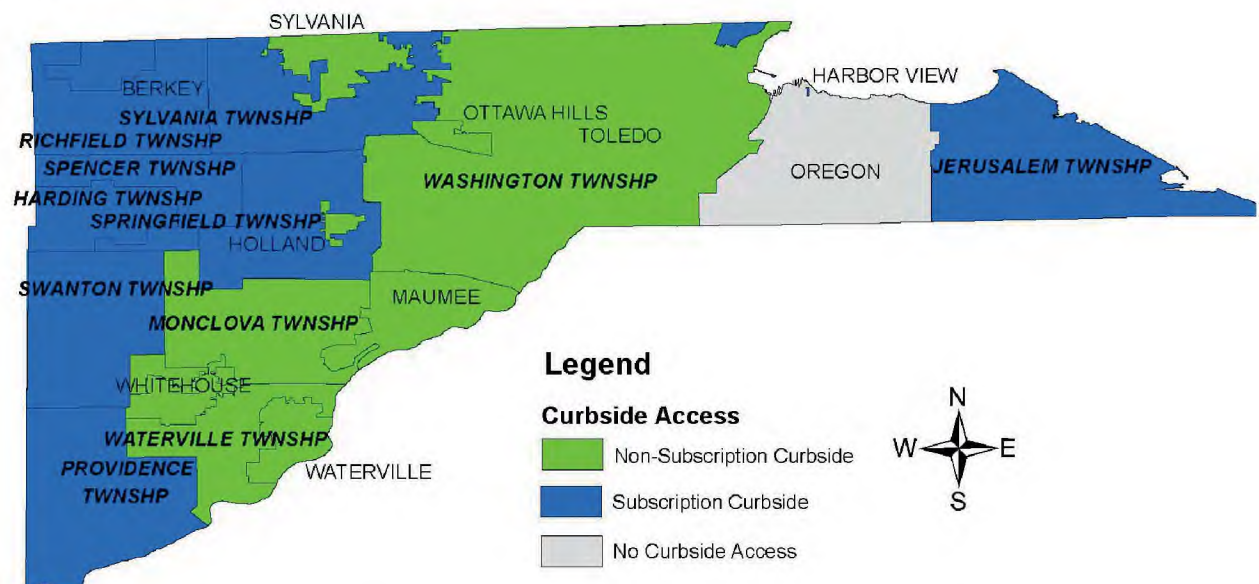 SYLVANIA
HARBOR VIEW
BERKEY
SYLVANIA TWNSHP
OTTAWA HILLS
TOLEDO
RICHFIELD TWNSHP
SPENCER TWNSHP
WASHINGTON TWNSHP
OREGON
JERUSALEM TWNSHP
HARDING TWNSHP
SPRINGFIELD TWNSHP
HOLLAND
SWANTON TWNSHP
MAUMEE
MONCLOVA TWNSHP
WHITEHOUSE
WATERVILLE TWNSHP
PROVIDENCE
TWNSHP
WATERVILLE
Legend
Curbside Access
Non-Subscription Curbside
Subscription Curbside
No Curbside Access
N
W E
S